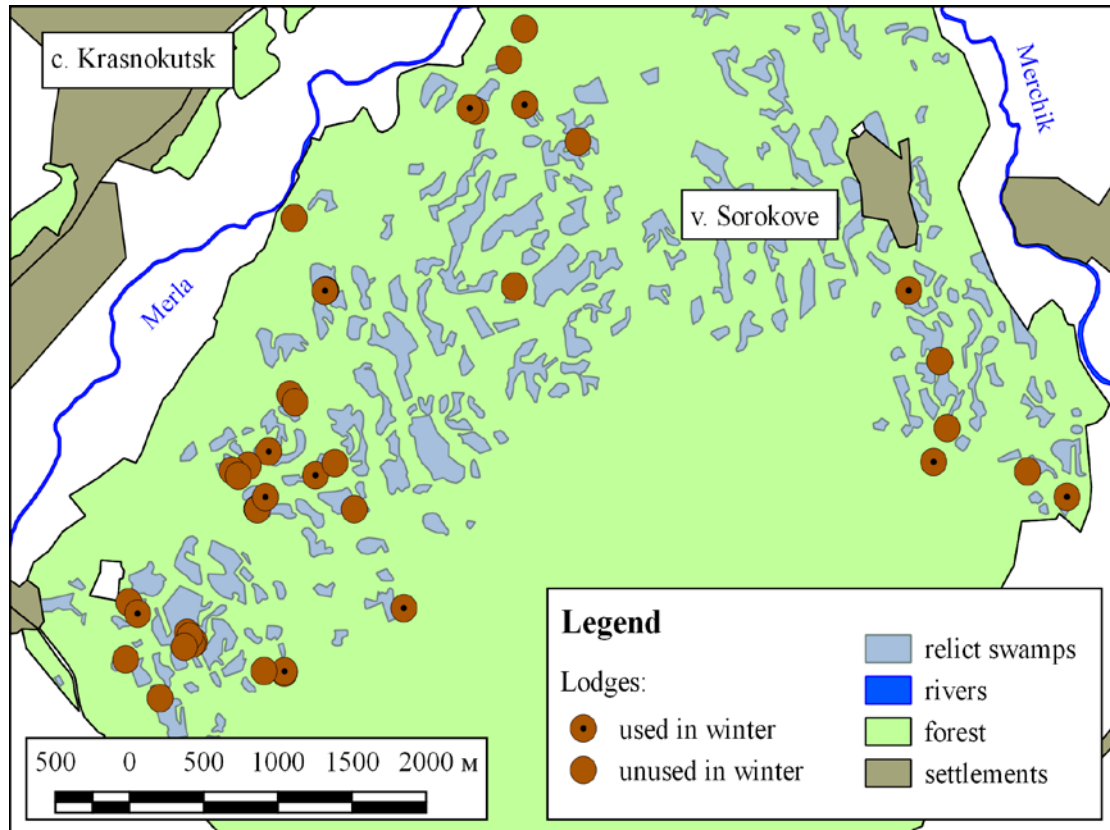 c. Krasnokutsk
Merchik
v. Sorokove
Merla
Legend
Lodges:
used in winter
unused in winter
relict swamps
rivers
forest
settlements
500 0 500 1000 1500 2000 м